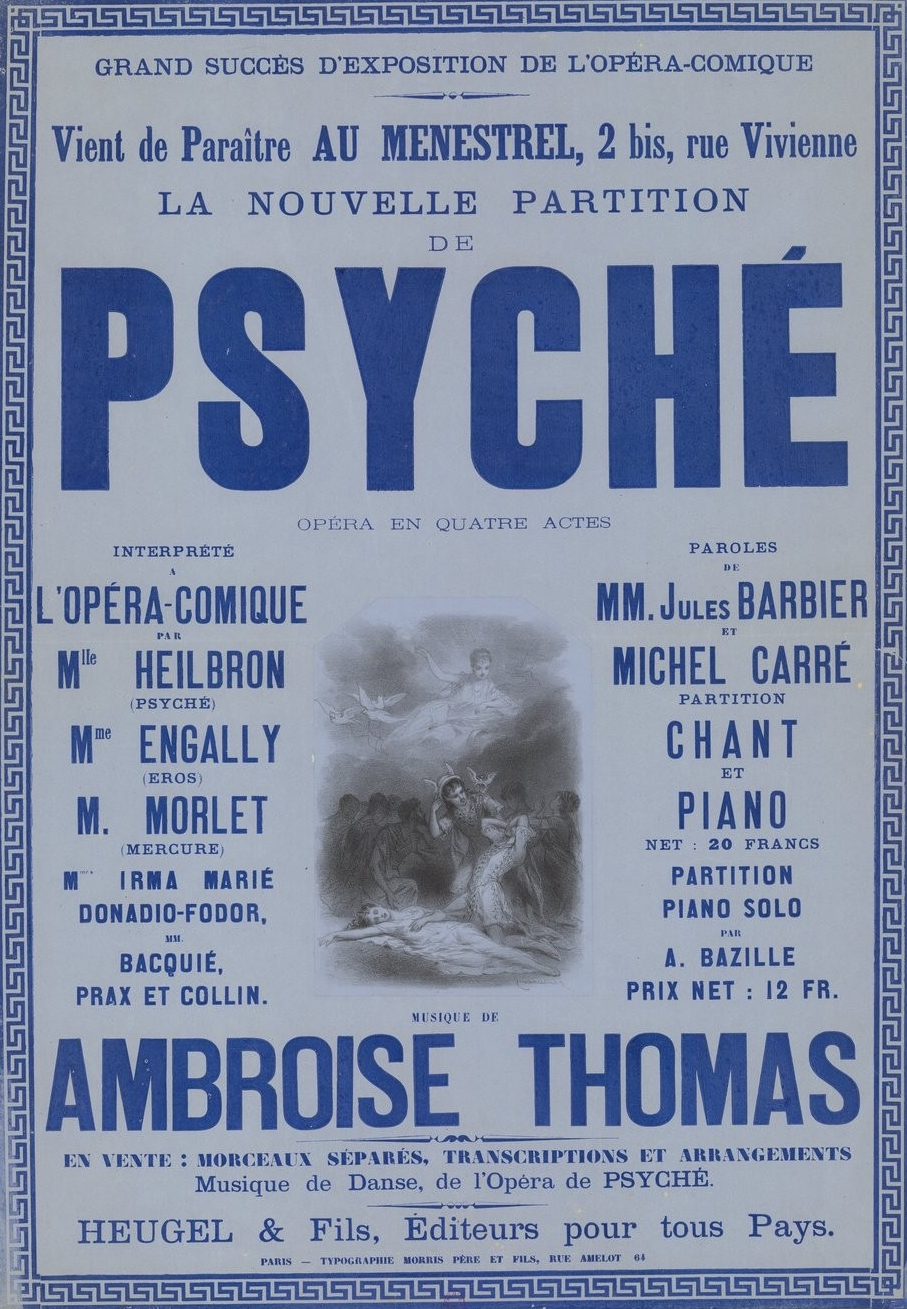 GRAND SUCCÈS D'EXPOSITION DE L'OPÉRA-COMIQUE
Vient de Paraître AU MENESTREL, 2 bis, rue Vivienne
LA NOUVELLE PARTITION
DE
PSYCHÉ
OPÉRA EN QUATRE ACTES
INTERPRÉTÉ
A
L'OPÉRA-COMIQUE
PAR
Mlle HEILBRON
(PSYCHÉ)
Mme ENGALLY
(EROS)
M. MORLET
(MERCURE)
IRMA MARIÉ
DONADIO-FODOR,
MM.
BACQUIÉ,
PRAX ET COLLIN.
PAROLES
DE
MM. JULES BARBIER
ET
MICHEL CARRÉ
PARTITION
CHANT
ET
PIANO
NET : 20 FRANCS
PARTITION
PIANO SOLO
PAR
A. BAZILLE
PRIX NET : 12 FR.
MUSIQUE DE
AMBROISE THOMAS
EN VENTE : MORCEAUX SÉPARÉS, TRANSCRIPTIONS ET ARRANGEMENTS
Musique de Danse, de l'Opéra de PSYCHÉ.
HEUGEL & Fils, Éditeurs pour tous Pays.
PARIS — TYPOGRAPHIE MORRIS PÈRE ET FILS, RUE AMELOT 64